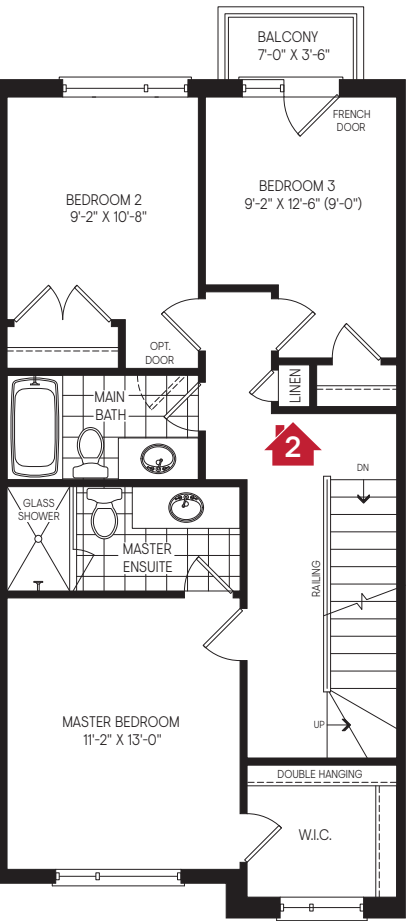 BALCONY
7'-0" X 3'-6"
FRENCH
DOOR
BEDROOM 2
9'-2" X 10'-8"
BEDROOM 3
9'-2" X 12'-6" (9'-0")
OPT.
DOOR
MAIN
BATH
LINEN
2
DN
GLASS
SHOWER
MASTER
ENSUITE
RAILING
MASTER BEDROOM
11'-2" X 13'-0"
UP
DOUBLE HANGING
W.I.C.